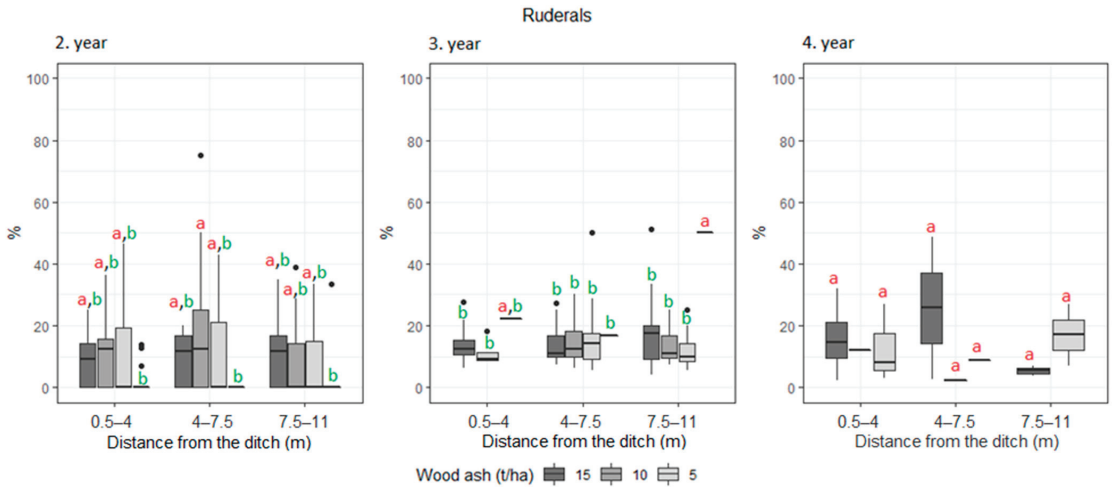 Ruderals
2. year
3. year
4. year
%
100
80
60
40
20
0
a,b
a,b
a,b
b
a,b
a
a,b
b
a,b
a,b
a,b
b
0.5–4
4–7.5
7.5–11
Distance from the ditch (m)
%
100
80
60
40
20
0
b
b
a,b
b
b
b
b
b
b
b
a
0.5–4
4–7.5
7.5–11
Distance from the ditch (m)
%
100
80
60
40
20
0
a
a
a
a
a
a
a
0.5–4
4–7.5
7.5–11
Distance from the ditch (m)
Wood ash (t/ha) 15 10 5